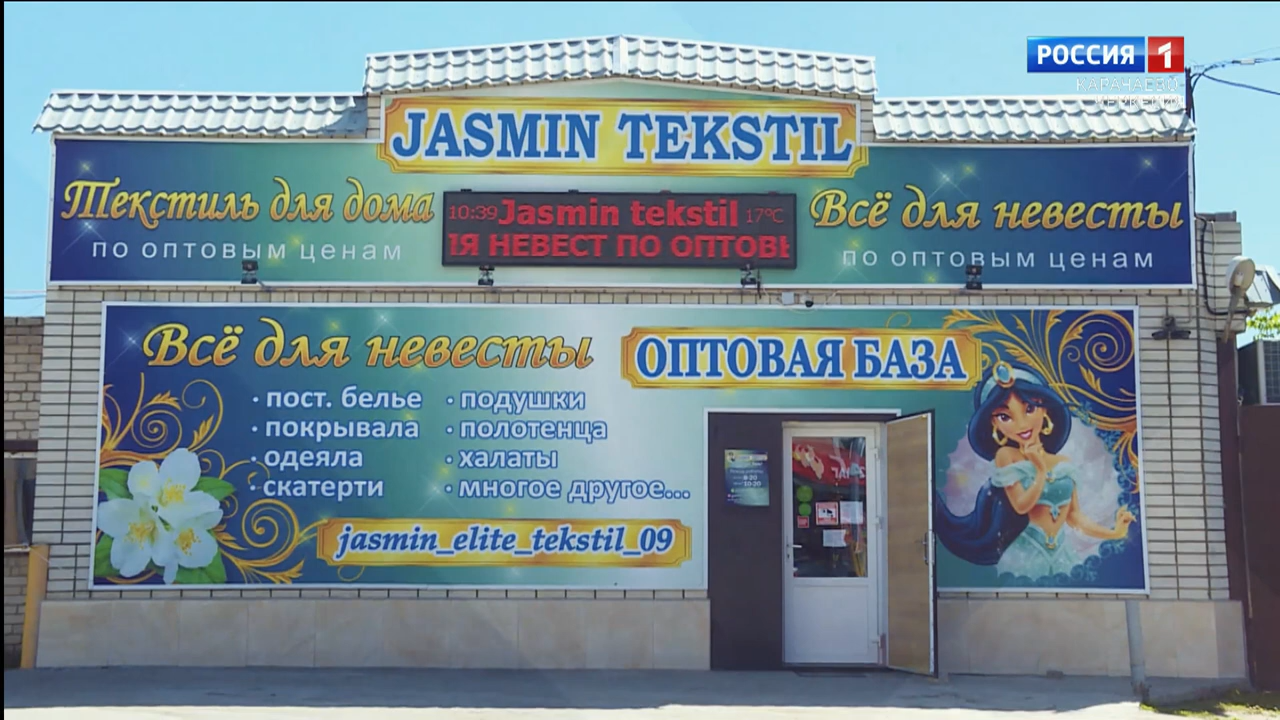 РОССИЯ 1
КАРАЧАЕВО
JASMIN TEKSTIL
Текстиль для дома
по оптовым ценам
10:39 Jasmin tekstil 17°C
ІЯ НЕВЕСТ ПО ОПТОВЫ
Всё для невесты
по оптовым ценам
Всё для невесты
· пост. белье
· покрывала
· одеяла
· скатерти
· подушки
· полотенца
· халаты
· многое другое...
jasmin_elite_tekstil_09
ОПТОВАЯ БАЗА